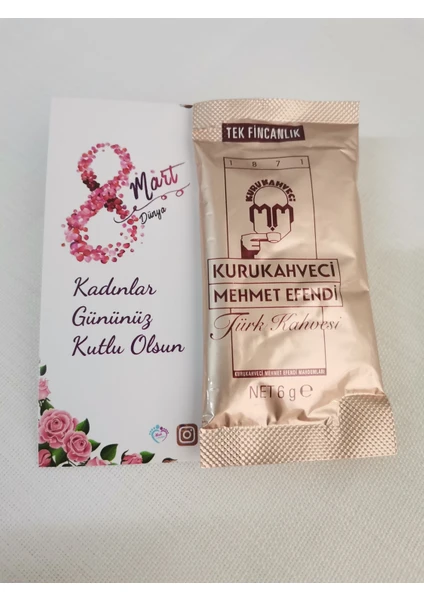 8
Mart
Dünya
Kadınlar
Gününüz
Kutlu Olsun
TEK FİNCANLIK
1871
KURUKAHVECİ
MM
KURUKAHVECİ
MEHMET EFENDİ
Türk Kahvesi
KURUKAHVECİ MEHMET EFENDİ MAHDUMLARI
NET 6 g ℮